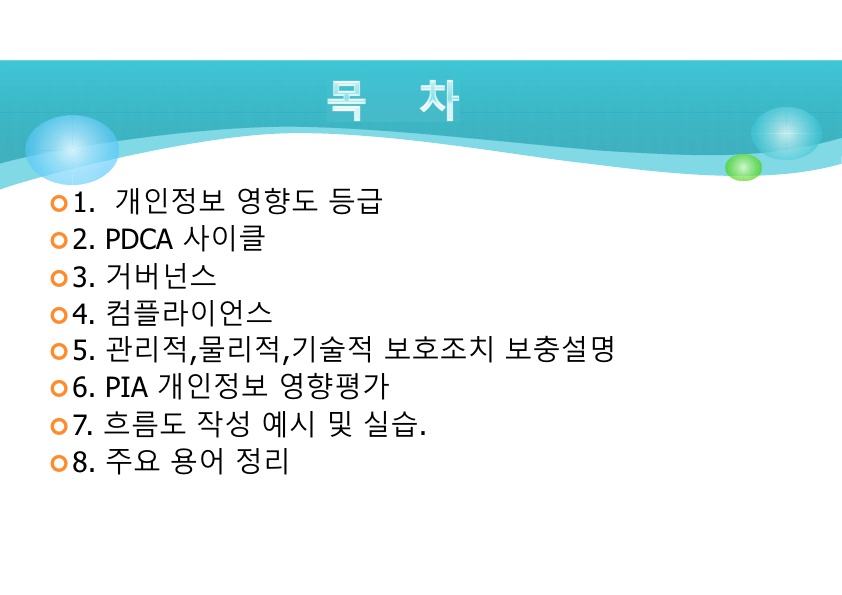 목 차
1. 개인정보 영향도 등급
2. PDCA 사이클
3. 거버넌스
4. 컴플라이언스
5. 관리적,물리적,기술적 보호조치 보충설명
6. PIA 개인정보 영향평가
7. 흐름도 작성 예시 및 실습.
8. 주요 용어 정리